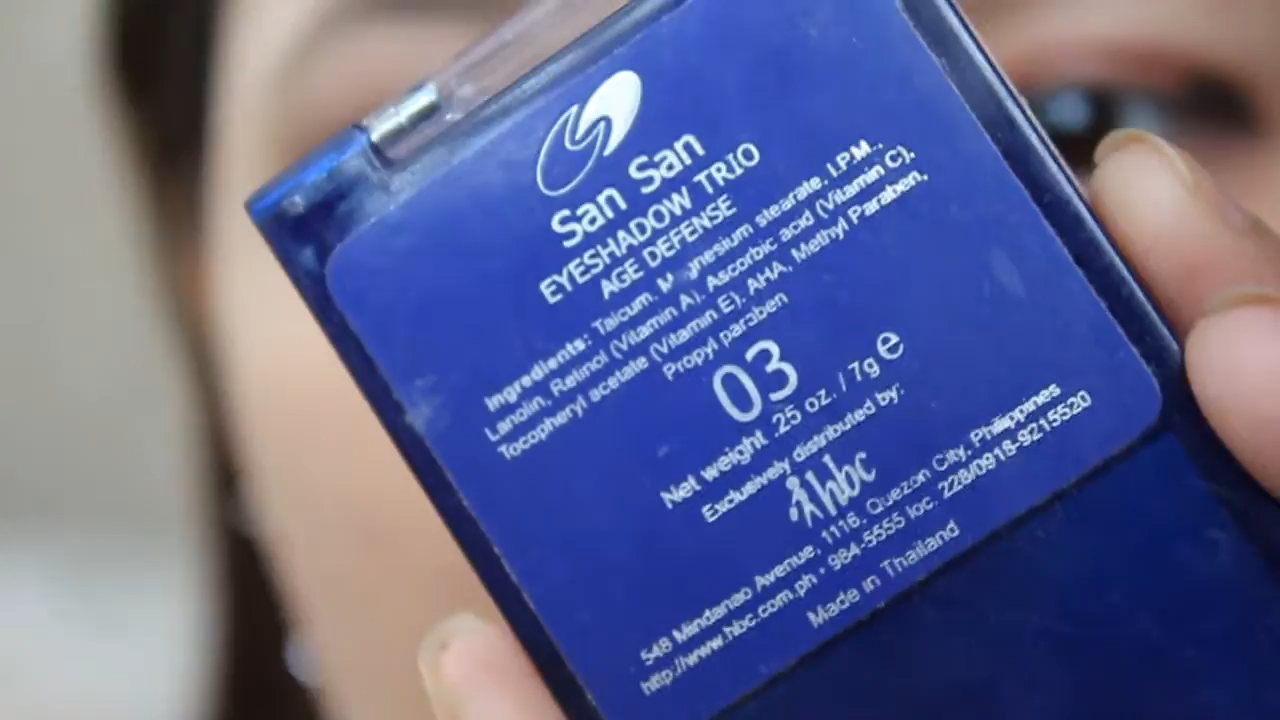 San San
EYESHADOW TRIO
AGE DEFENSE
Ingredients: Talcum, Magnesium stearate, I.P.M.,
Lanolin, Retinol (Vitamin A), Ascorbic acid (Vitamin C),
Tocopheryl acetate (Vitamin E), AHA, Methyl Paraben,
Propyl paraben
03
Net weight .25 oz. / 7g e
Exclusively distributed by:
hbc
548 Mindanao Avenue, 1116, Quezon City, Philippines
http://www.hbc.com.ph • 984-5555 loc. 228/0918-9215520
Made in Thailand